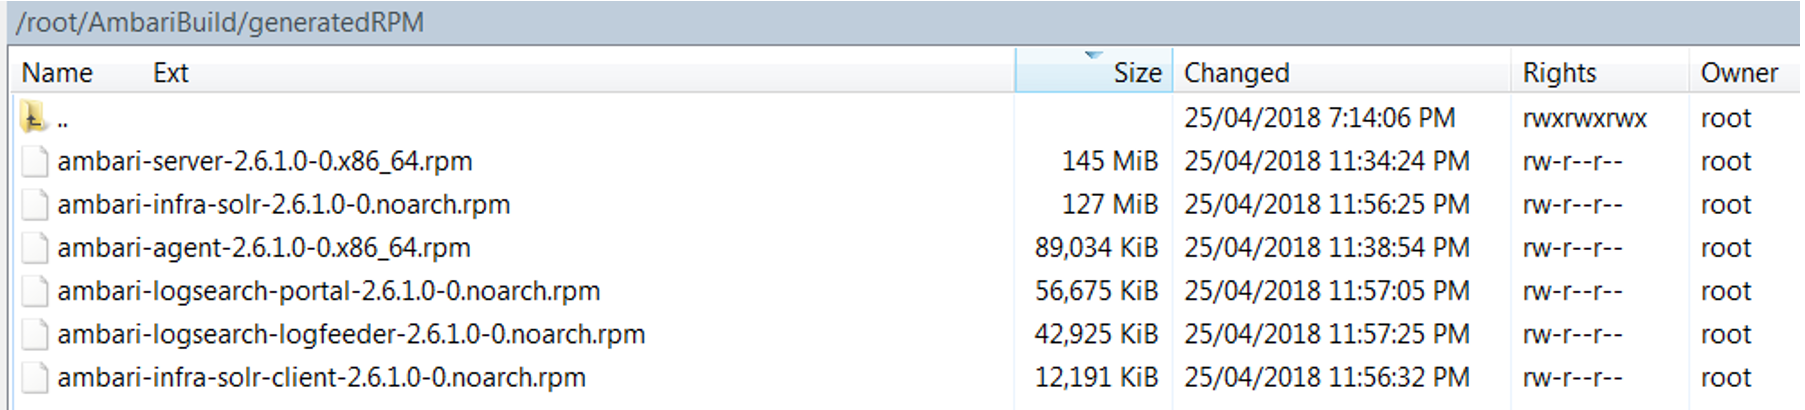 /root/AmbariBuild/generatedRPM
Name Ext Size Changed Rights Owner
.. 25/04/2018 7:14:06 PM rwxrwxrwx root
ambari-server-2.6.1.0-0.x86_64.rpm 145 MiB 25/04/2018 11:34:24 PM rw-r--r-- root
ambari-infra-solr-2.6.1.0-0.noarch.rpm 127 MiB 25/04/2018 11:56:25 PM rw-r--r-- root
ambari-agent-2.6.1.0-0.x86_64.rpm 89,034 KiB 25/04/2018 11:38:54 PM rw-r--r-- root
ambari-logsearch-portal-2.6.1.0-0.noarch.rpm 56,675 KiB 25/04/2018 11:57:05 PM rw-r--r-- root
ambari-logsearch-logfeeder-2.6.1.0-0.noarch.rpm 42,925 KiB 25/04/2018 11:57:25 PM rw-r--r-- root
ambari-infra-solr-client-2.6.1.0-0.noarch.rpm 12,191 KiB 25/04/2018 11:56:32 PM rw-r--r-- root